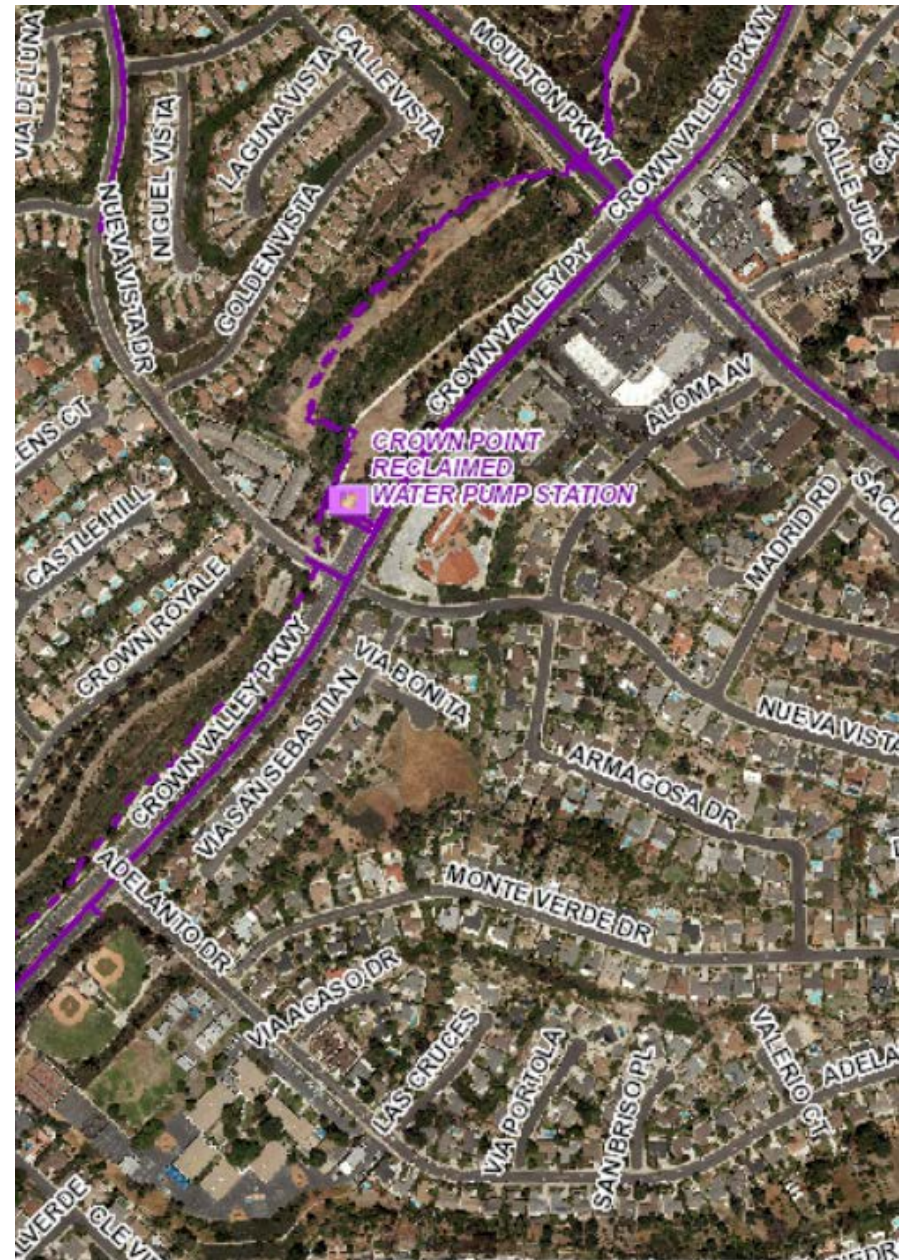 VIA DE LUNA
CALLE VISTA
MOULTON PKWY
CROWN VALLEY PKWY
LAGUNA VISTA
NIGUEL VISTA
CALLE JUCA
NUEVA VISTA DR
GOLDEN VISTA
CROWN VALLEY PY
ALOMA AV
CROWN POINT
RECLAIMED
WATER PUMP STATION
CASTLE HILL
MADRID RD
CROWN ROYALE
CROWN VALLEY PKWY
VIA SAN SEBASTIAN
VIA BONITA
NUEVA VISTA
ARMAGOSA DR
ADELANTO DR
MONTE VERDE DR
VIA ACASO DR
LAS CRUCES
VIA PORTOLA
SAN BRISO PL
VALERIO CT
ADELA